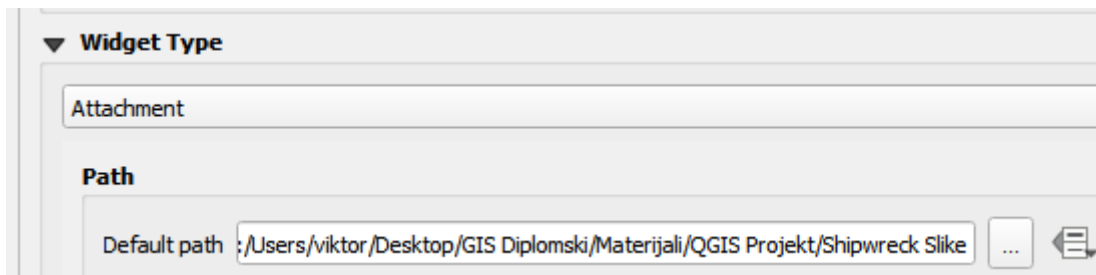 Widget Type
Attachment
Path
Default path :/Users/viktor/Desktop/GIS Diplomski/Materijali/QGIS Projekt/Shipwreck Slike ...